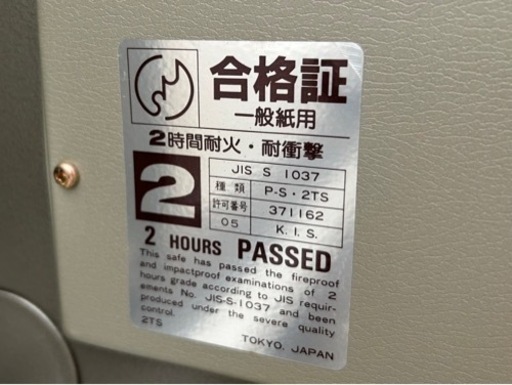 合格証
一般紙用
2時間耐火・耐衝撃
2
JIS S 1037
種類 P-S・2TS
許可番号 371162
05 K.I.S.
2 HOURS PASSED
This safe has passed the fireproof
and impactproof examinations of 2
hours grade according to JIS requir-
ements No. JIS-S-1037 and been
produced under the severe quality
control.
2TS
TOKYO. JAPAN